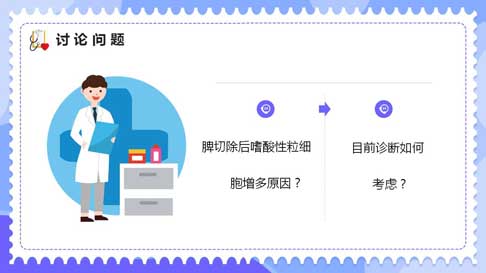 讨论问题
脾切除后嗜酸性粒细
胞增多原因？
目前诊断如何
考虑？